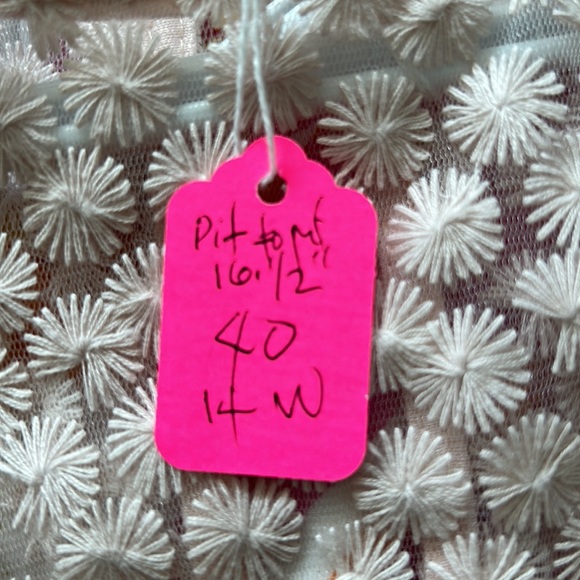 Pit to pit
16.1/2"
40
14 W